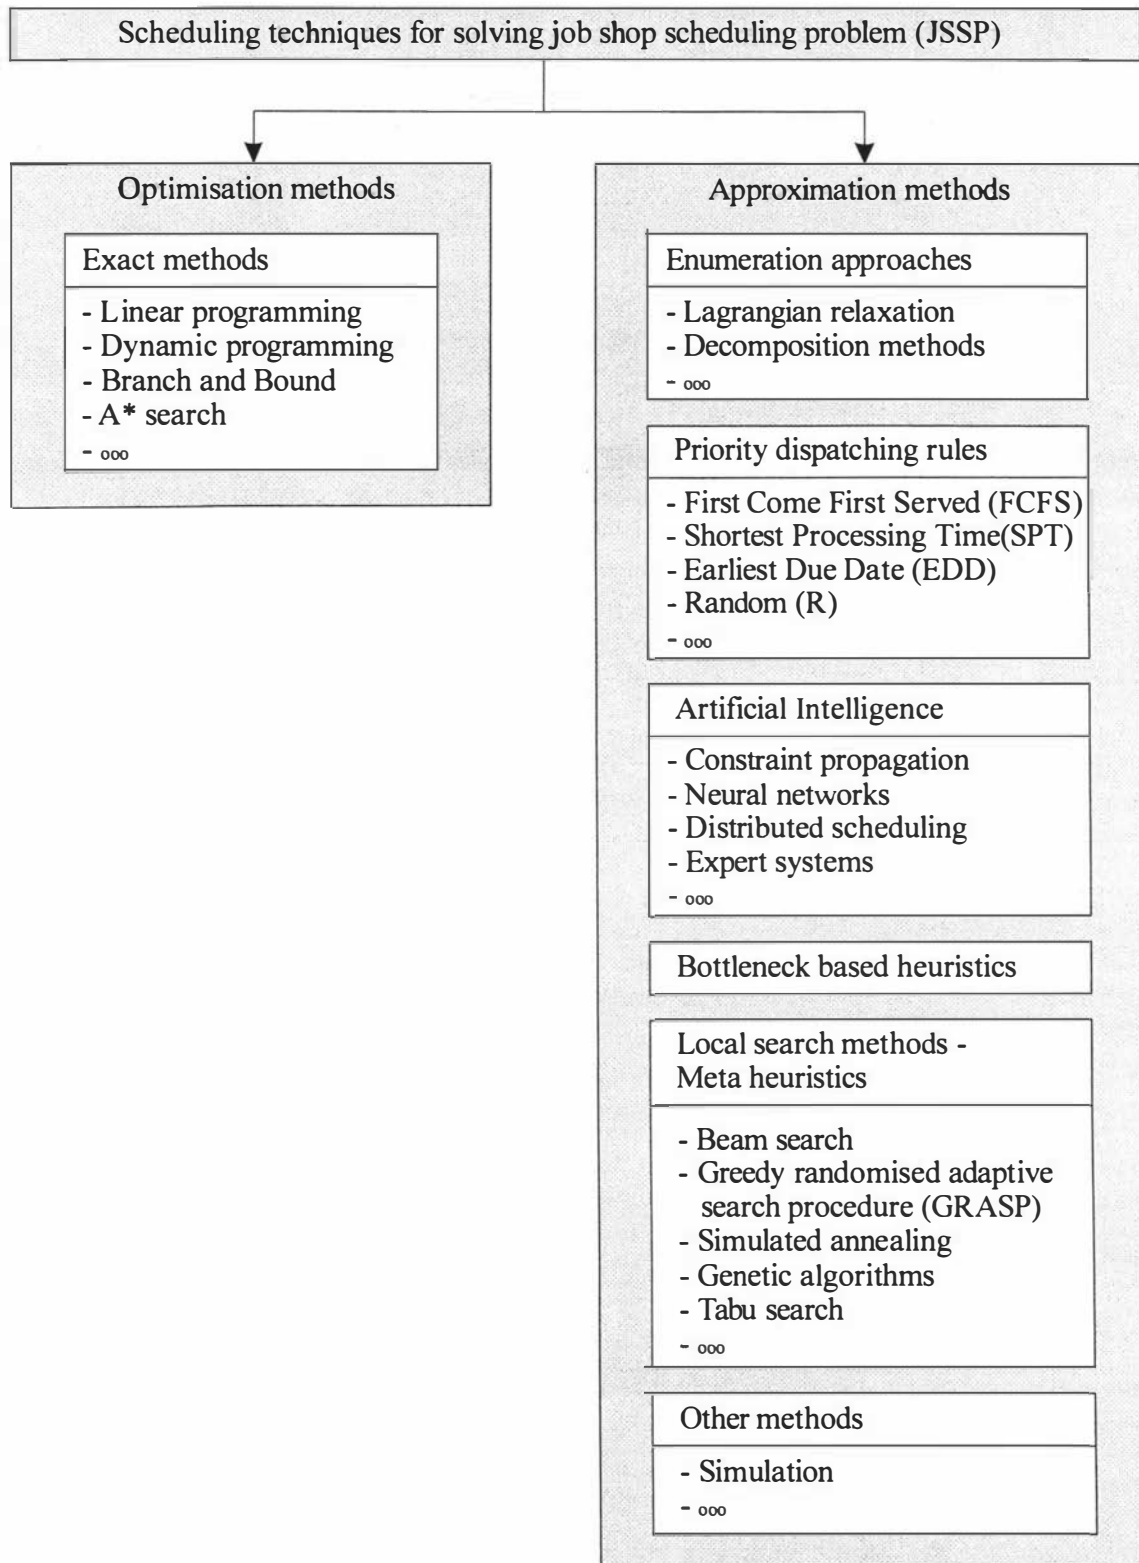 Scheduling techniques for solving job shop scheduling problem (JSSP)
Optimisation methods
Exact methods
- Linear programming
- Dynamic programming
- Branch and Bound
- A* search
- ooo
Approximation methods
Enumeration approaches
- Lagrangian relaxation
- Decomposition methods
- ooo
Priority dispatching rules
- First Come First Served (FCFS)
- Shortest Processing Time(SPT)
- Earliest Due Date (EDD)
- Random (R)
- ooo
Artificial Intelligence
- Constraint propagation
- Neural networks
- Distributed scheduling
- Expert systems
- ooo
Bottleneck based heuristics
Local search methods -
Meta heuristics
- Beam search
- Greedy randomised adaptive
search procedure (GRASP)
- Simulated annealing
- Genetic algorithms
- Tabu search
- ooo
Other methods
- Simulation
- ooo